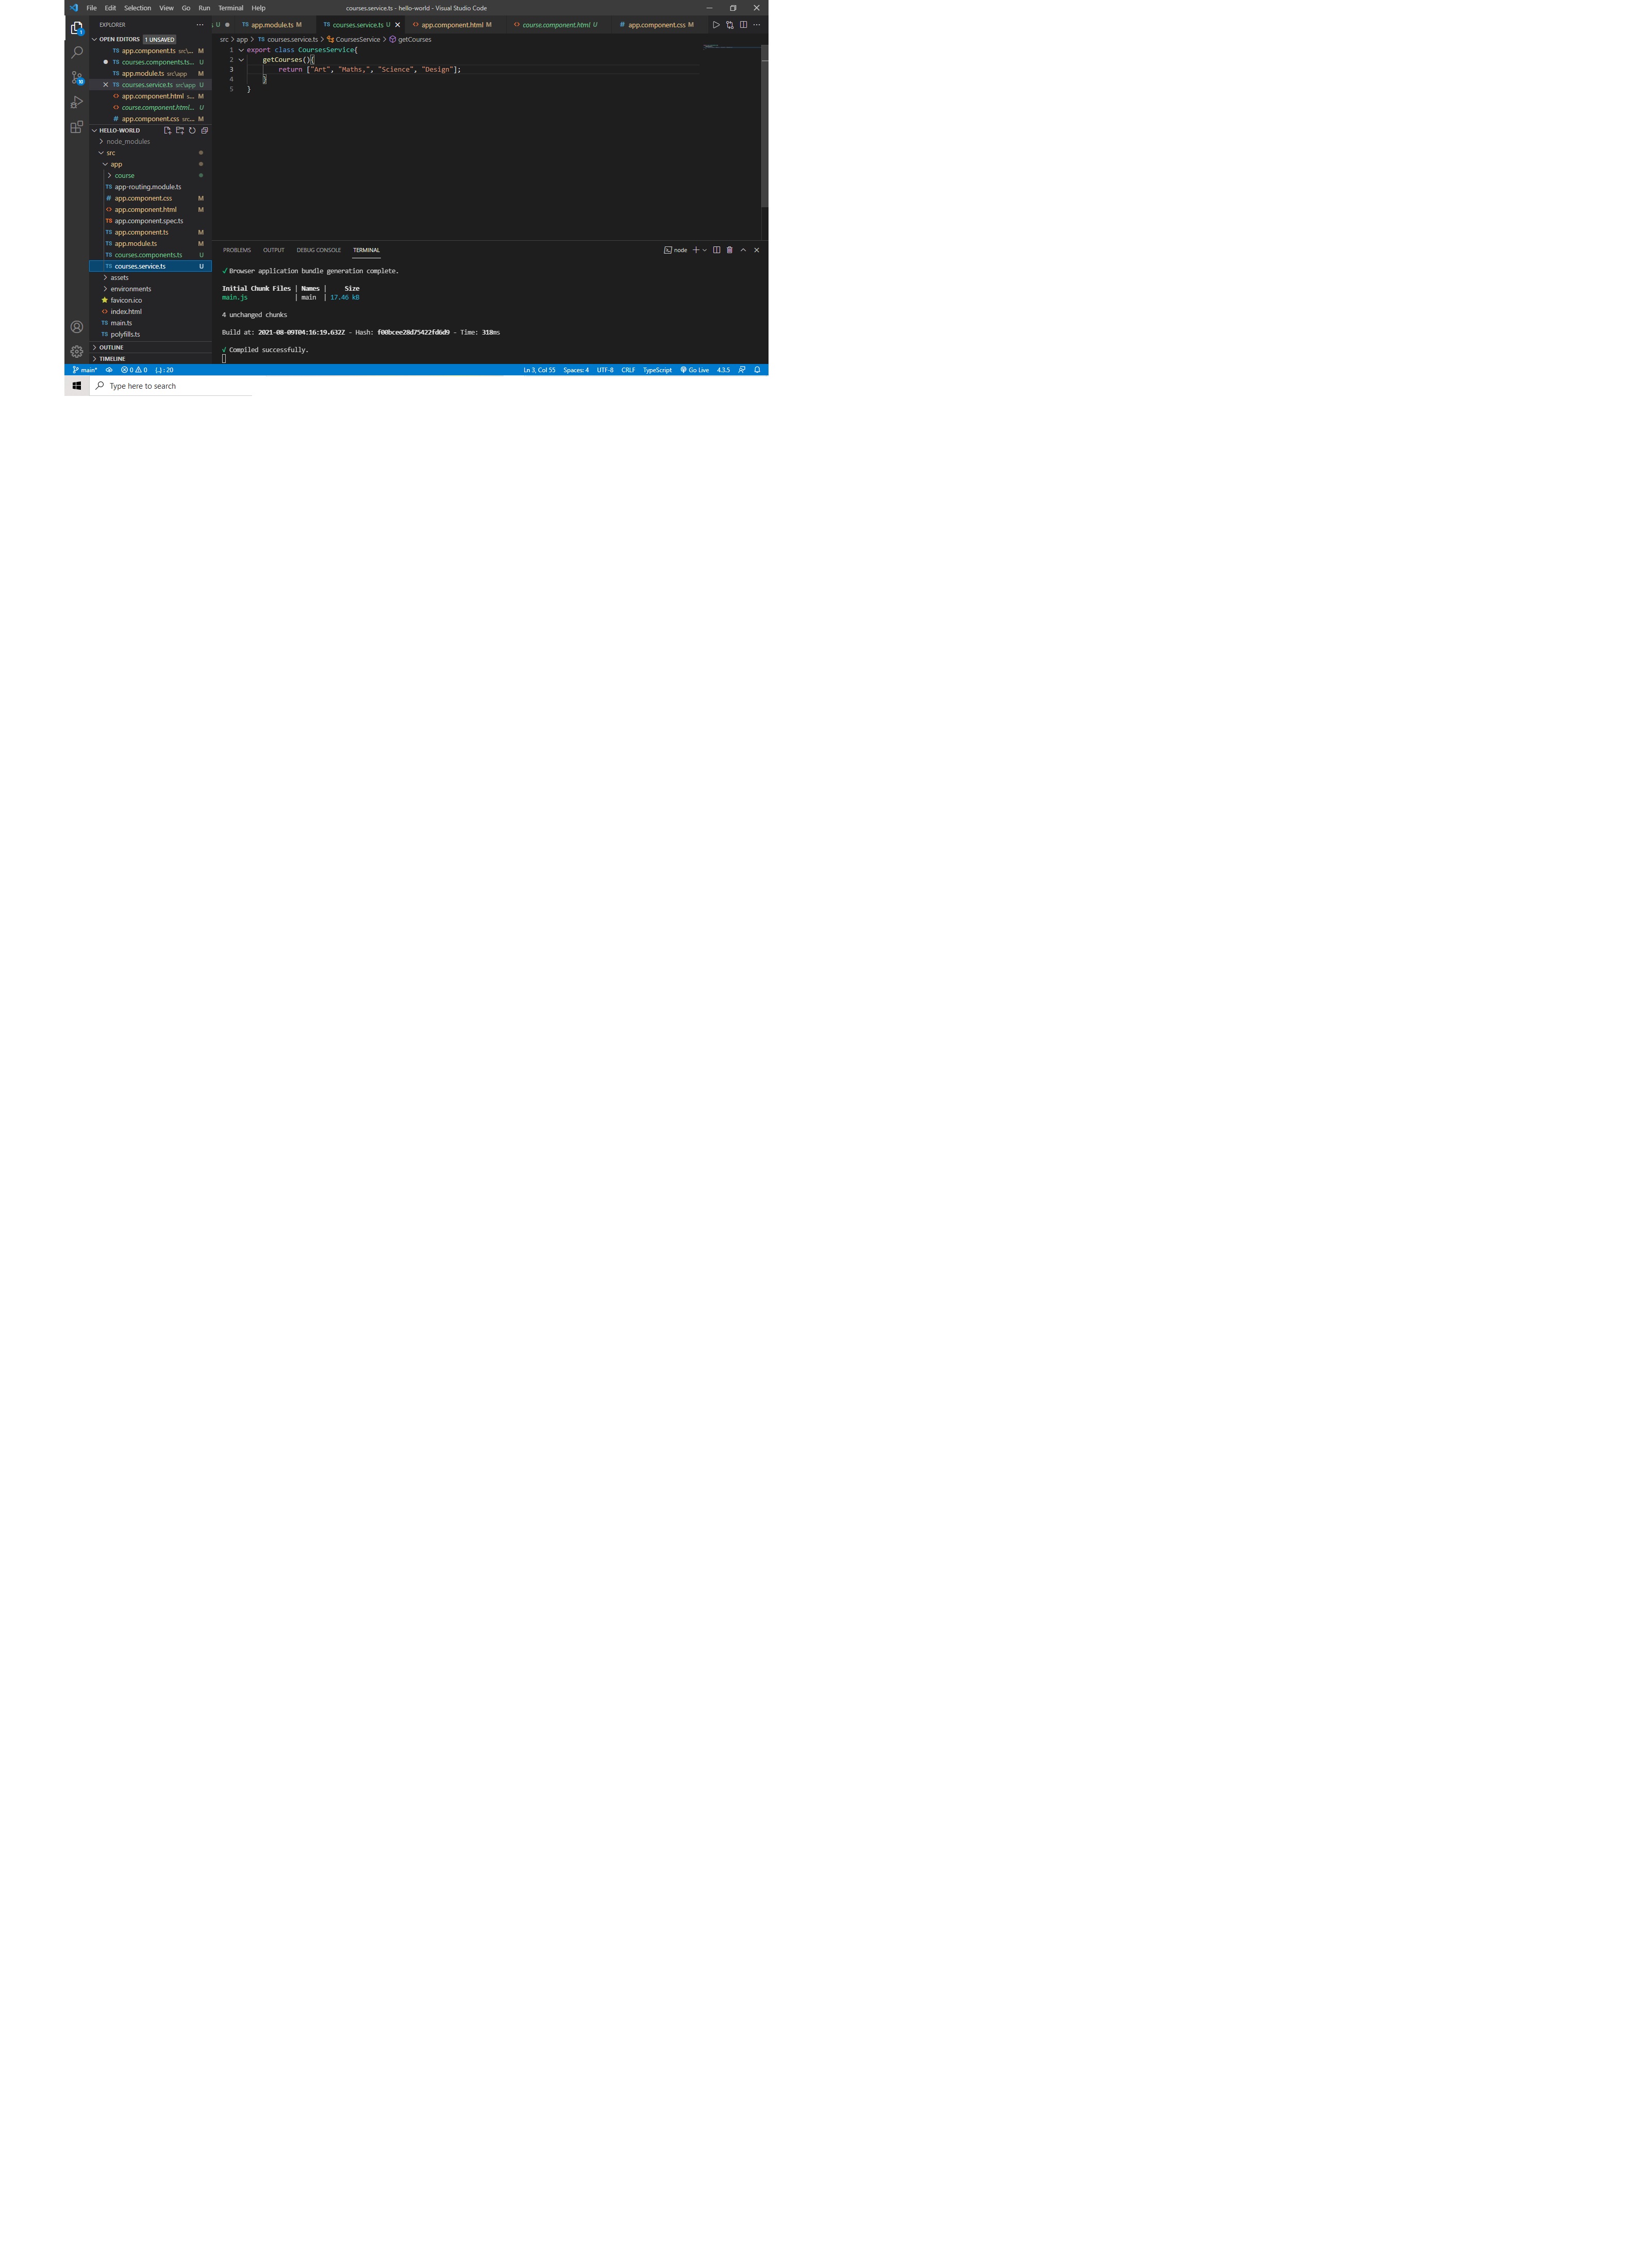 File Edit Selection View Go Run Terminal Help courses.service.ts - hello-world - Visual Studio Code
EXPLORER
OPEN EDITORS 1 UNSAVED
TS app.component.ts src\... M
TS courses.components.ts... U
TS app.module.ts src\app M
TS courses.service.ts src\app U
<> app.component.html s... M
<> course.component.html... U
# app.component.css src... M
HELLO-WORLD
node_modules
src
app
course
TS app-routing.module.ts
# app.component.css M
<> app.component.html M
TS app.component.spec.ts
TS app.component.ts M
TS app.module.ts M
TS courses.components.ts U
TS courses.service.ts U
assets
environments
favicon.ico
<> index.html
TS main.ts
TS polyfills.ts
OUTLINE
TIMELINE
U TS app.module.ts M TS courses.service.ts U <> app.component.html M <> course.component.html U # app.component.css M
src > app > TS courses.service.ts > CoursesService > getCourses
1 export class CoursesService{
2 getCourses(){
3 return ["Art", "Maths,", "Science", "Design"];
4 }
5 }
PROBLEMS OUTPUT DEBUG CONSOLE TERMINAL node
√ Browser application bundle generation complete.
Initial Chunk Files | Names | Size
main.js | main | 17.46 kB
4 unchanged chunks
Build at: 2021-08-09T04:16:19.632Z - Hash: f00bcee28d75422fd6d9 - Time: 318ms
√ Compiled successfully.
main* 0 0 {..} : 20 Ln 3, Col 55 Spaces: 4 UTF-8 CRLF TypeScript Go Live 4.3.5
Type here to search